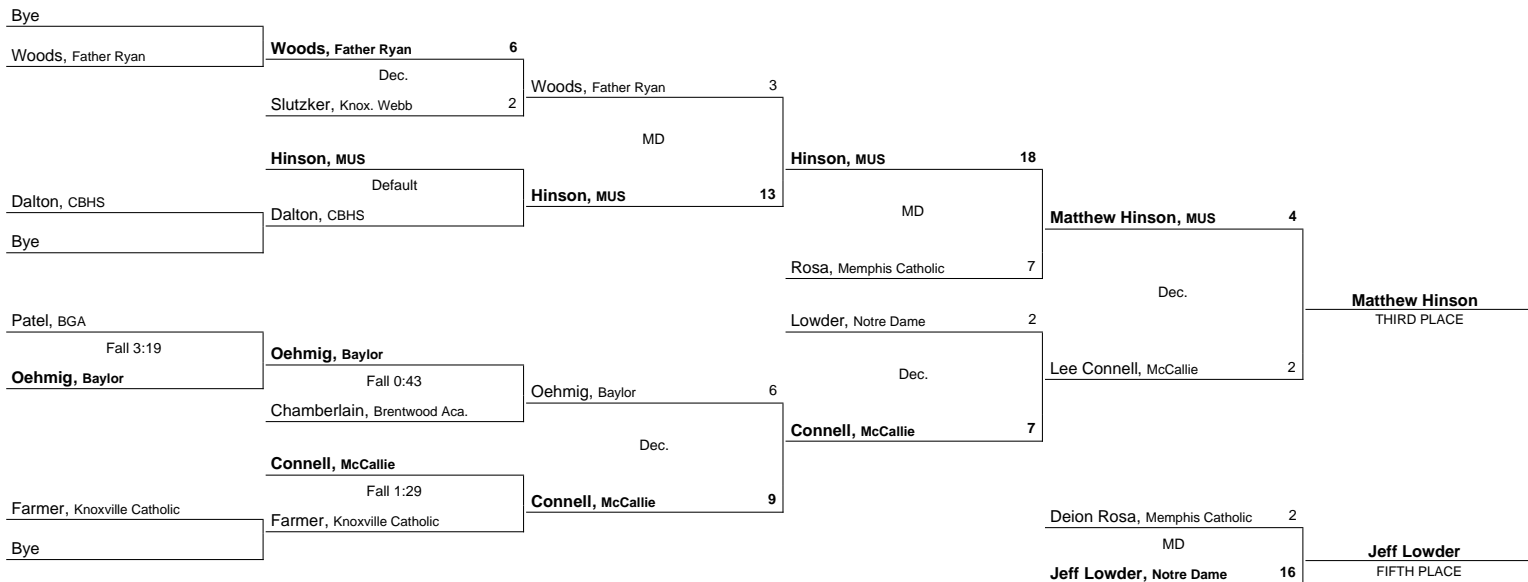 Bye
Woods, Father Ryan
Woods, Father Ryan 6
Dec.
Slutzker, Knox. Webb 2
Woods, Father Ryan 3
MD
Hinson, MUS
Default
Dalton, CBHS
Dalton, CBHS
Bye
Hinson, MUS 13
Hinson, MUS 18
MD
Rosa, Memphis Catholic 7
Matthew Hinson, MUS 4
Dec.
Patel, BGA
Fall 3:19
Oehmig, Baylor
Oehmig, Baylor
Fall 0:43
Chamberlain, Brentwood Aca.
Oehmig, Baylor 6
Dec.
Connell, McCallie
Fall 1:29
Farmer, Knoxville Catholic
Farmer, Knoxville Catholic
Bye
Connell, McCallie 9
Lowder, Notre Dame 2
Dec.
Connell, McCallie 7
Lee Connell, McCallie 2
Matthew Hinson
THIRD PLACE
Deion Rosa, Memphis Catholic 2
MD
Jeff Lowder, Notre Dame 16
Jeff Lowder
FIFTH PLACE